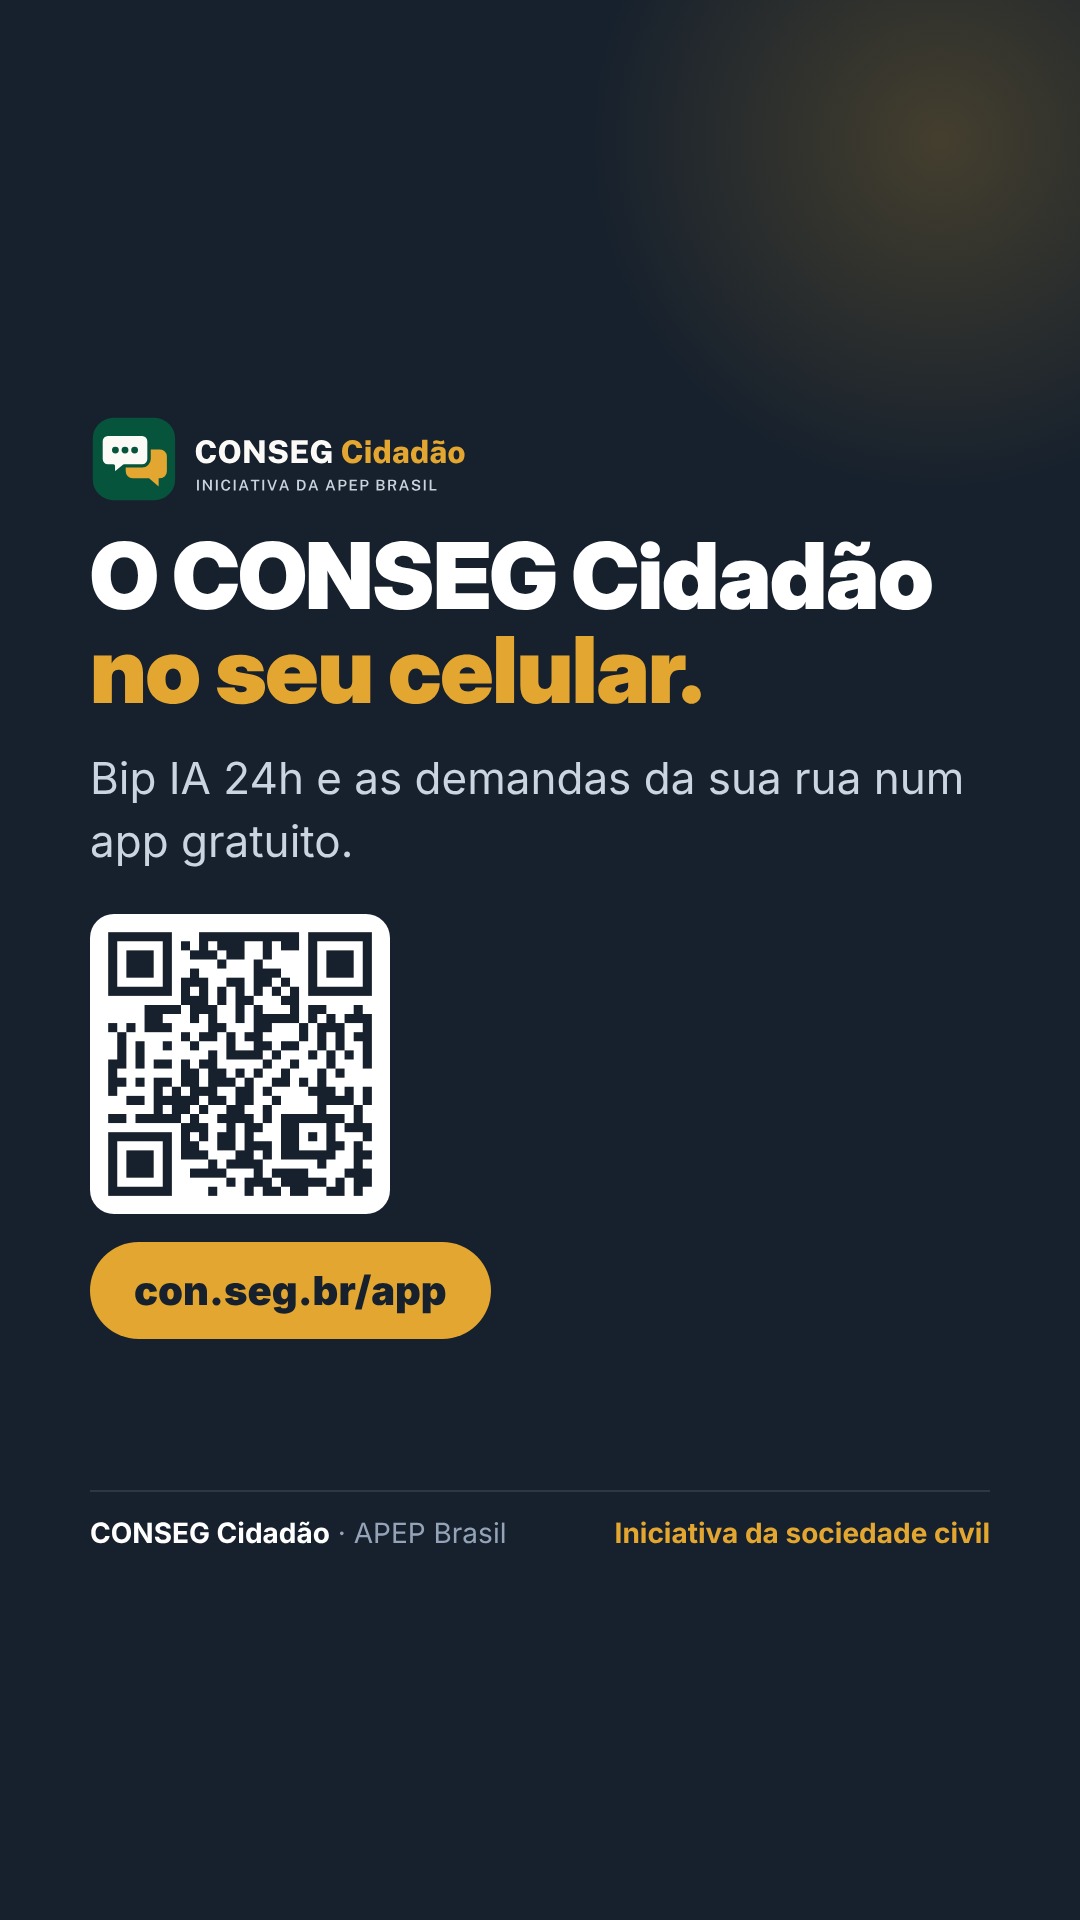 CONSEG Cidadão
INICIATIVA DA APEP BRASIL
O CONSEG Cidadão
no seu celular.
Bip IA 24h e as demandas da sua rua num
app gratuito.
con.seg.br/app
CONSEG Cidadão · APEP Brasil
Iniciativa da sociedade civil